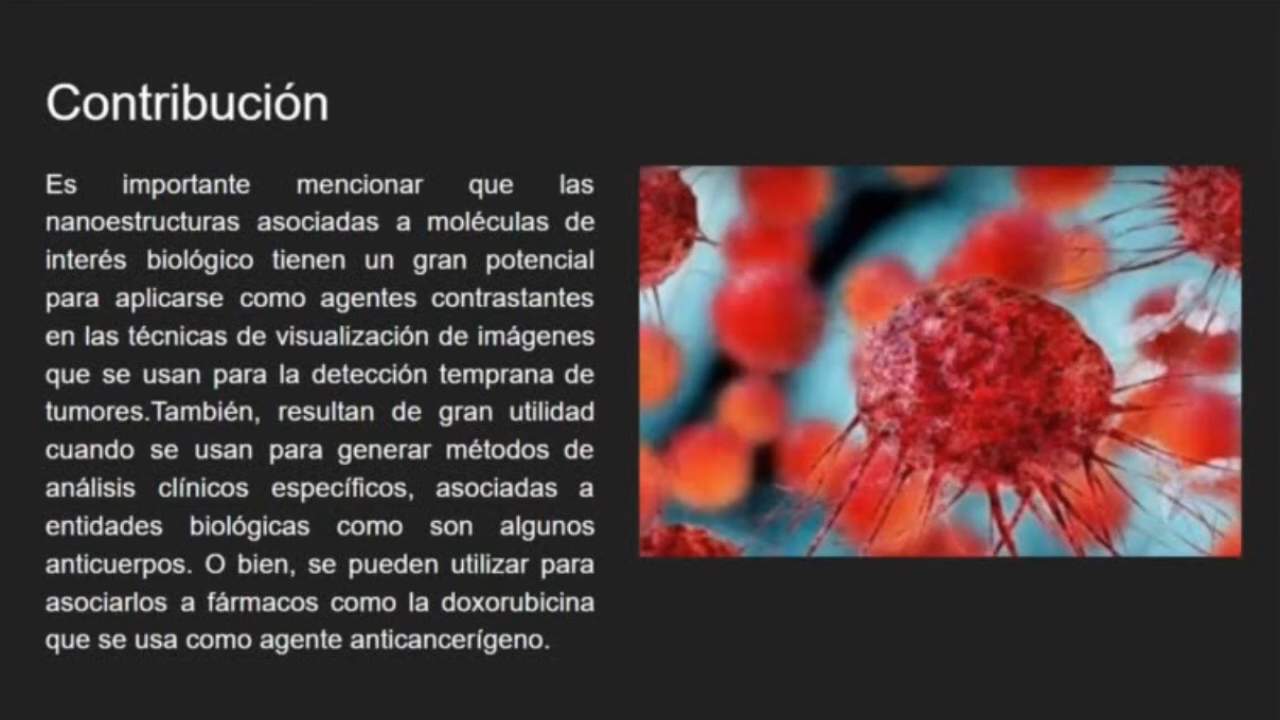 Contribución
Es importante mencionar que las
nanoestructuras asociadas a moléculas de
interés biológico tienen un gran potencial
para aplicarse como agentes contrastantes
en las técnicas de visualización de imágenes
que se usan para la detección temprana de
tumores.También, resultan de gran utilidad
cuando se usan para generar métodos de
análisis clínicos específicos, asociadas a
entidades biológicas como son algunos
anticuerpos. O bien, se pueden utilizar para
asociarlos a fármacos como la doxorubicina
que se usa como agente anticancerígeno.